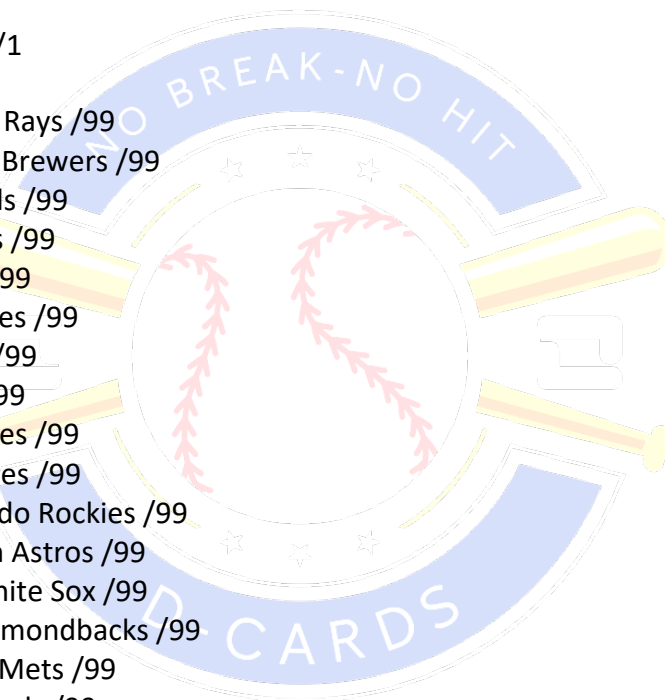 /1
NO BREAK-NO HIT
Rays /99
Brewers /99
ls /99
s /99
99
es /99
/99
99
es /99
es /99
do Rockies /99
n Astros /99
hite Sox /99
mondbacks /99
D-CARDS
Mets /99